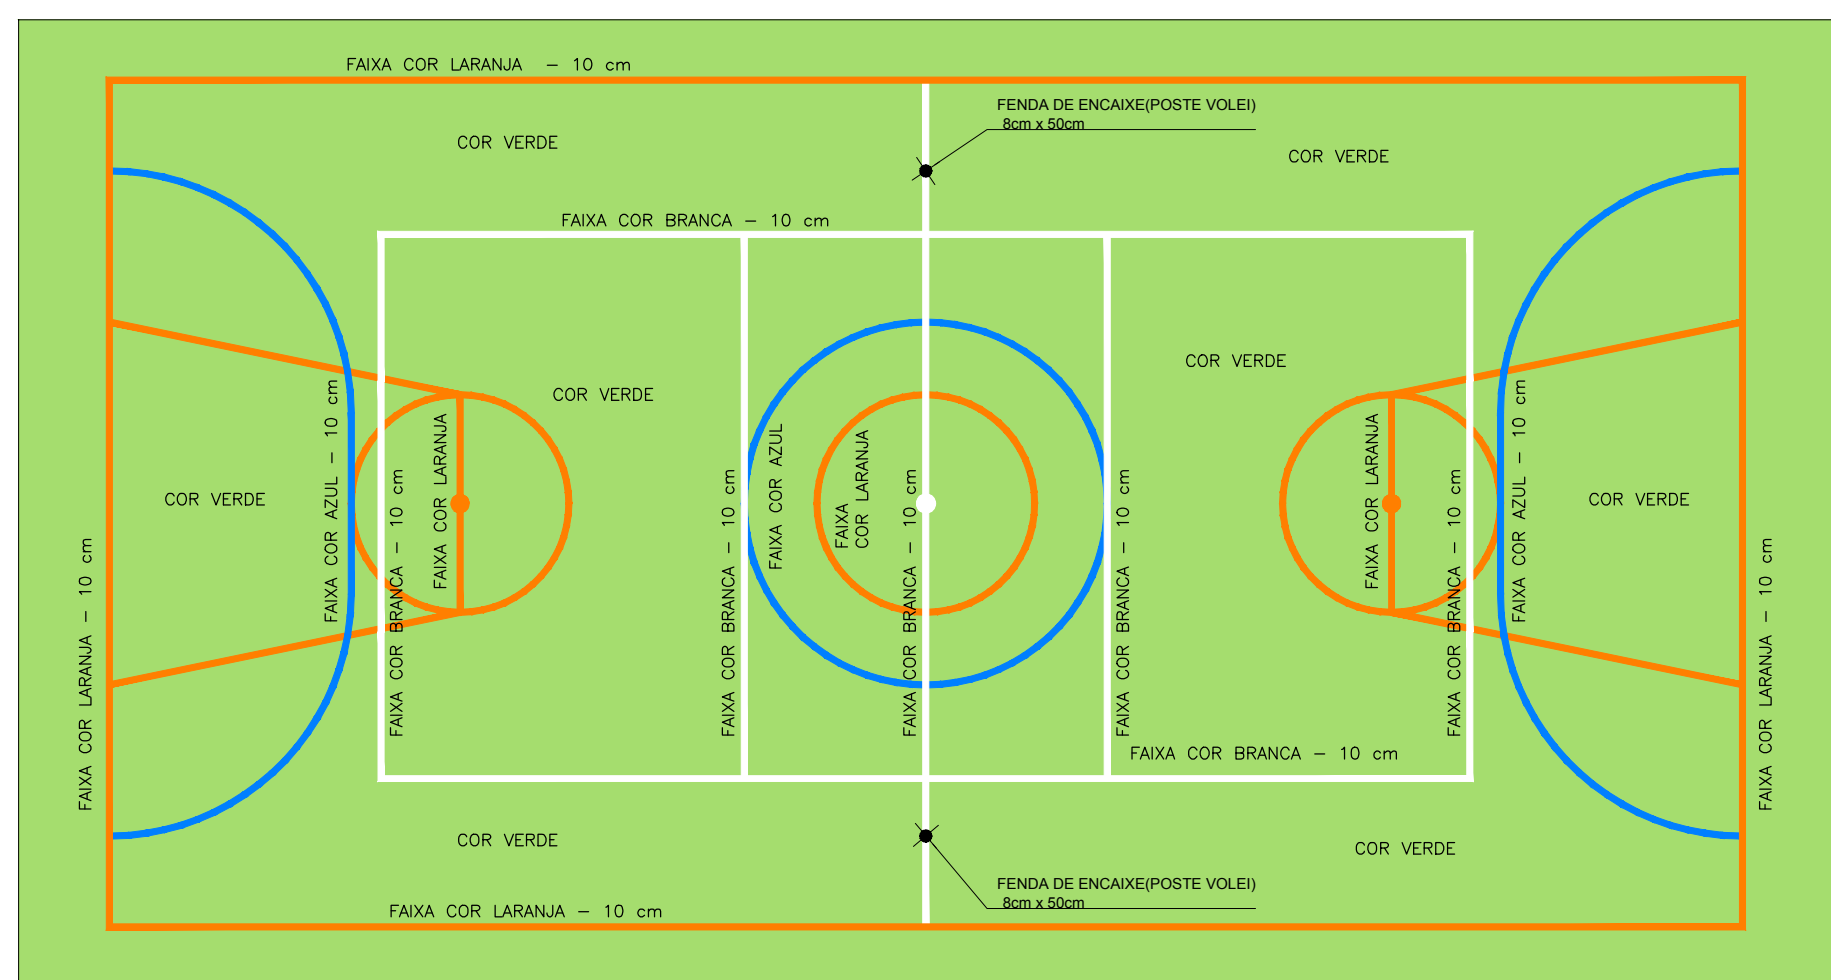 FAIXA COR LARANJA - 10 cm
FENDA DE ENCAIXE(POSTE VOLEI)
8cm x 50cm
COR VERDE
COR VERDE
FAIXA COR BRANCA - 10 cm
COR VERDE
COR VERDE
COR VERDE
COR VERDE
FAIXA COR LARANJA - 10 cm
FAIXA COR AZUL - 10 cm
FAIXA COR BRANCA - 10 cm
FAIXA COR LARANJA
FAIXA COR BRANCA - 10 cm
FAIXA COR AZUL
FAIXA
COR LARANJA
FAIXA COR BRANCA - 10 cm
FAIXA COR BRANCA - 10 cm
FAIXA COR LARANJA
FAIXA COR BRANCA - 10 cm
FAIXA COR AZUL - 10 cm
FAIXA COR LARANJA - 10 cm
FAIXA COR BRANCA - 10 cm
COR VERDE
COR VERDE
FENDA DE ENCAIXE(POSTE VOLEI)
8cm x 50cm
FAIXA COR LARANJA - 10 cm